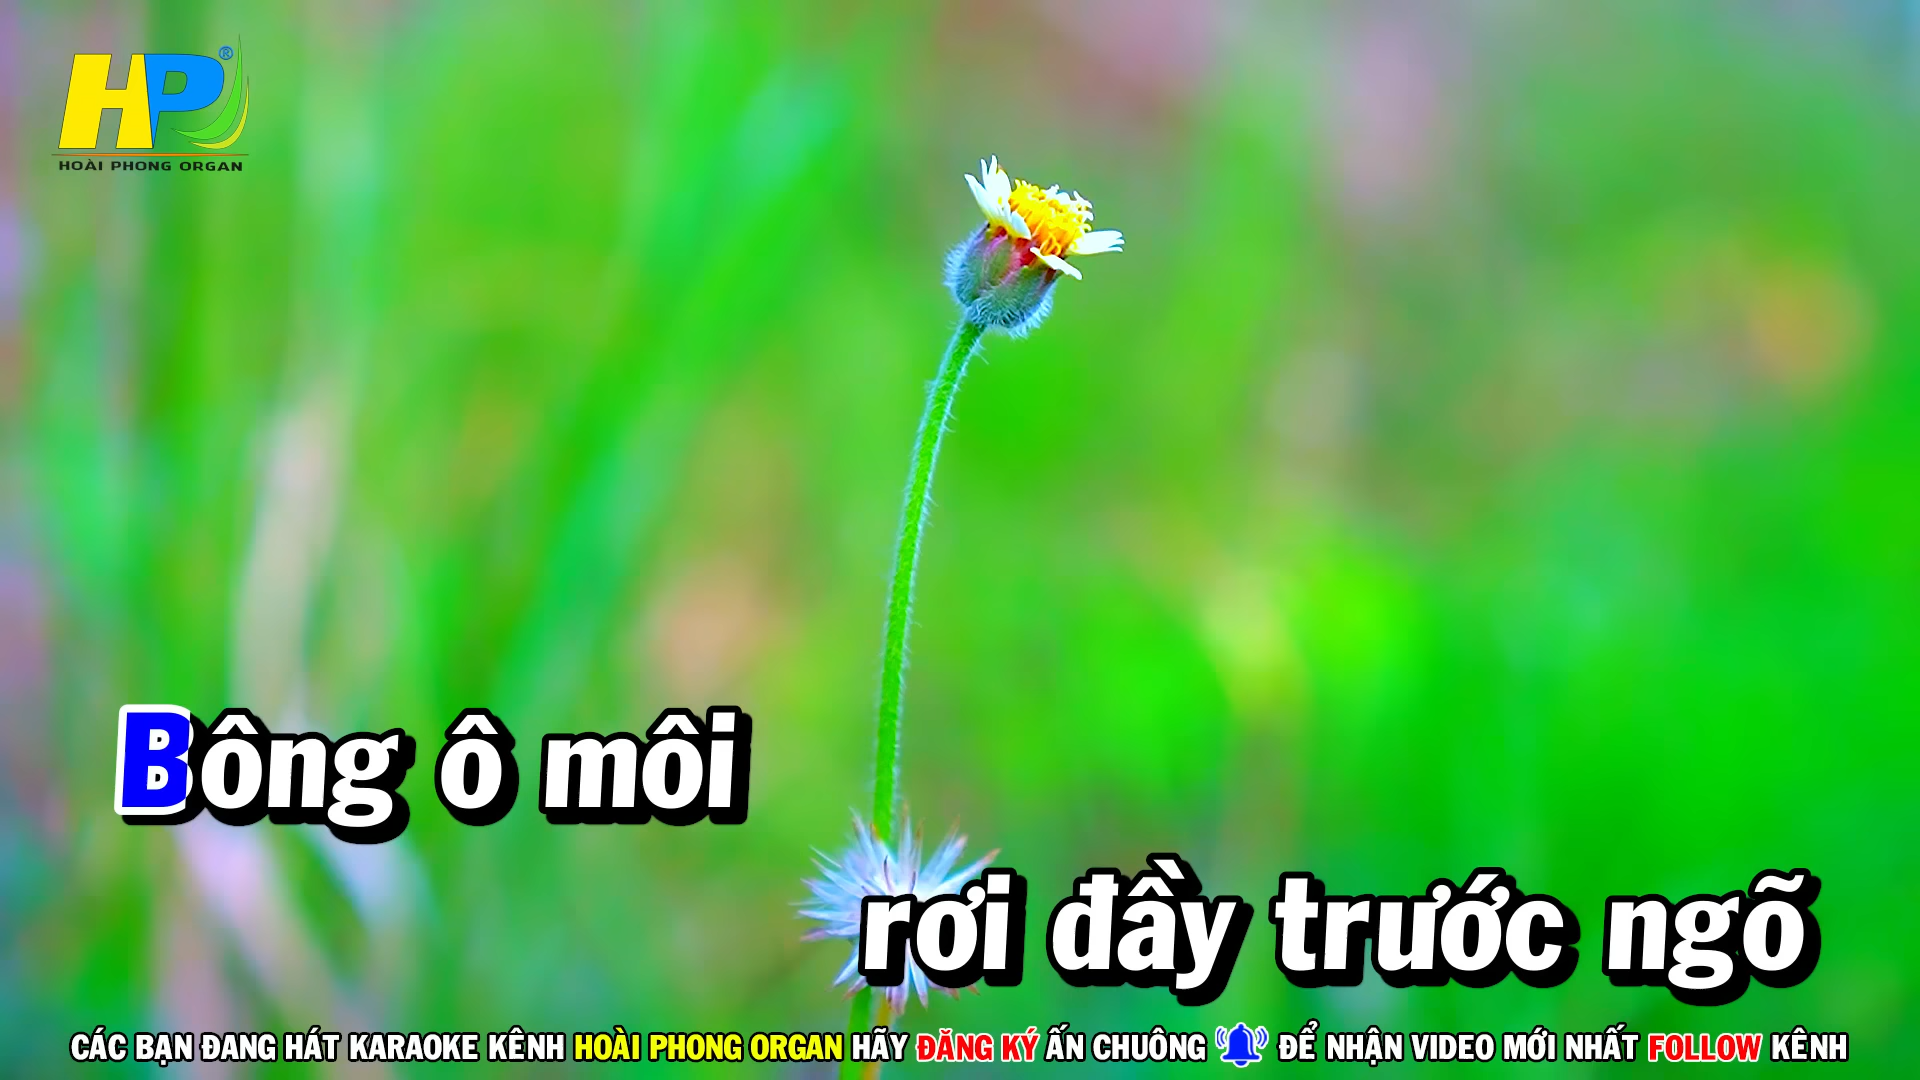 HP®
HOÀI PHONG ORGAN
Bông ô môi
rơi đầy trước ngõ
CÁC BẠN ĐANG HÁT KARAOKE KÊNH HOÀI PHONG ORGAN HÃY ĐĂNG KÝ ẤN CHUÔNG ĐỂ NHẬN VIDEO MỚI NHẤT FOLLOW KÊNH